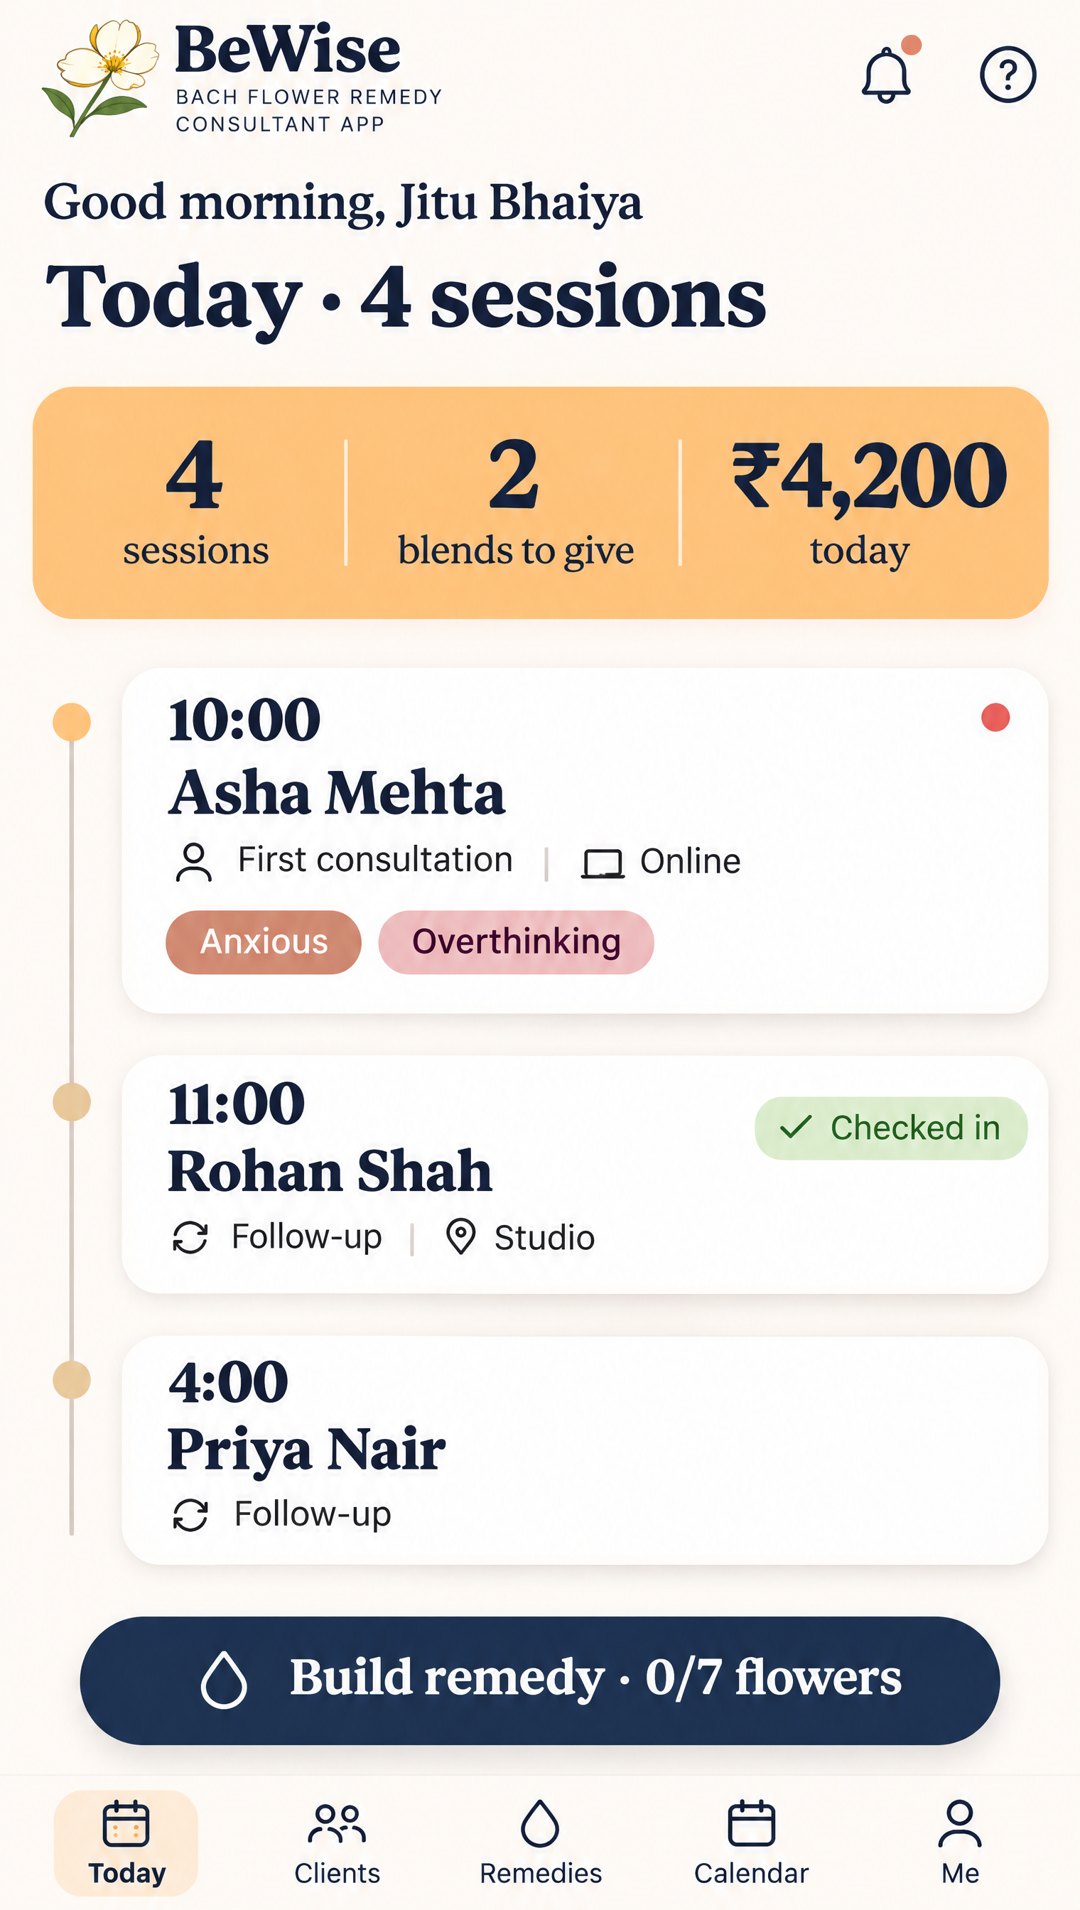 BeWise
BACH FLOWER REMEDY
CONSULTANT APP
Good morning, Jitu Bhaiya
Today · 4 sessions
4
sessions
2
blends to give
₹4,200
today
10:00
Asha Mehta
First consultation | Online
Anxious
Overthinking
11:00
Checked in
Rohan Shah
Follow-up | Studio
4:00
Priya Nair
Follow-up
Build remedy · 0/7 flowers
Today
Clients
Remedies
Calendar
Me